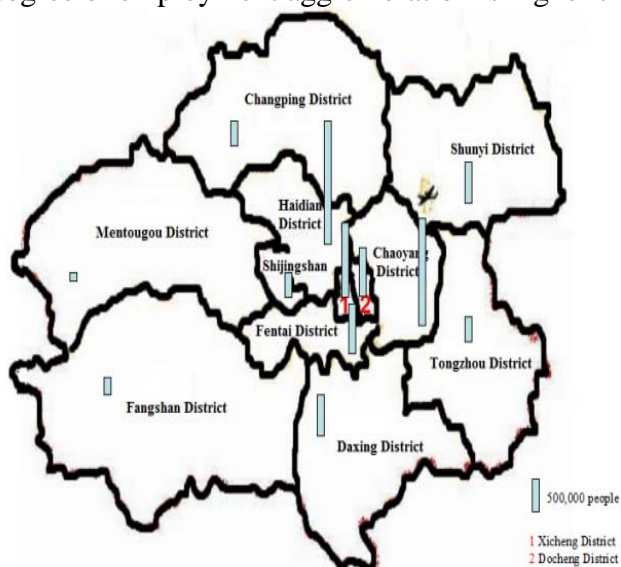 Changping District
Shunyi District
Haidian
District
Mentougou District
Chaoyang
District
Shijingshan
1 2
Fentai District
Tongzhou District
Fangshan District
Daxing District
500,000 people
1 Xicheng District
2 Docheng District